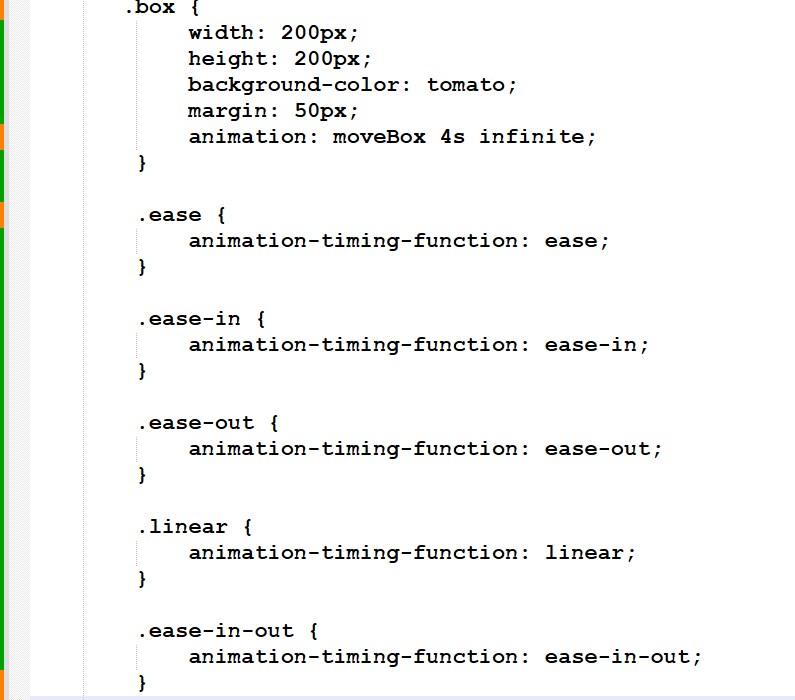 .box {
width: 200px;
height: 200px;
background-color: tomato;
margin: 50px;
animation: moveBox 4s infinite;
}
.ease {
animation-timing-function: ease;
}
.ease-in {
animation-timing-function: ease-in;
}
.ease-out {
animation-timing-function: ease-out;
}
.linear {
animation-timing-function: linear;
}
.ease-in-out {
animation-timing-function: ease-in-out;
}